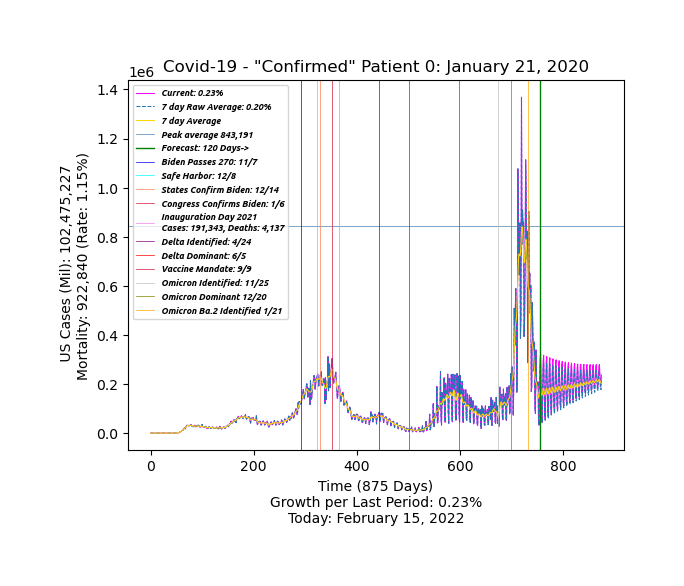 Covid-19 - "Confirmed" Patient 0: January 21, 2020
1e6
1.4
1.2
1.0
0.8
0.6
0.4
0.2
0.0
US Cases (Mil): 102,475,227
Mortality: 922,840 (Rate: 1.15%)
Current: 0.23%
7 day Raw Average: 0.20%
7 day Average
Peak average 843,191
Forecast: 120 Days->
Biden Passes 270: 11/7
Safe Harbor: 12/8
States Confirm Biden: 12/14
Congress Confirms Biden: 1/6
Inauguration Day 2021
Cases: 191,343, Deaths: 4,137
Delta Identified: 4/24
Delta Dominant: 6/5
Vaccine Mandate: 9/9
Omicron Identified: 11/25
Omicron Dominant 12/20
Omicron Ba.2 Identified 1/21
0 200 400 600 800
Time (875 Days)
Growth per Last Period: 0.23%
Today: February 15, 2022